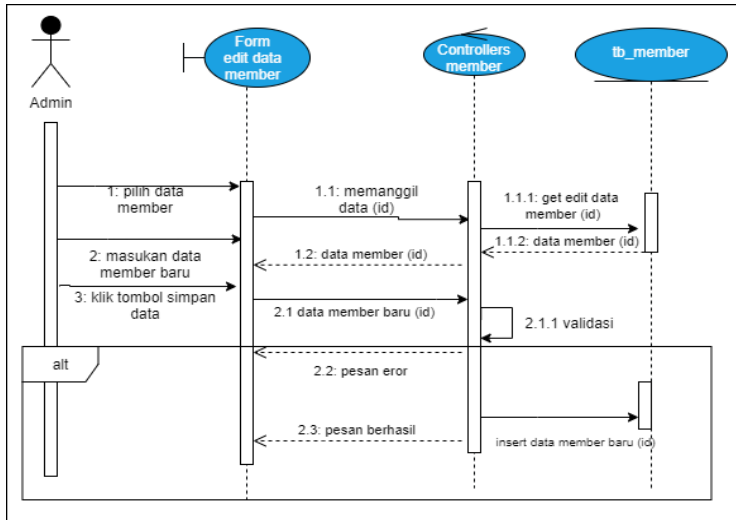 Form
edit data
member
Controllers
member
tb_member
Admin
1: pilih data
member
1.1: memanggil
data (id)
1.1.1: get edit data
member (id)
1.1.2: data member (id)
2: masukan data
member baru
1.2: data member (id)
3: klik tombol simpan
data
2.1 data member baru (id)
2.1.1 validasi
alt
2.2: pesan eror
2.3: pesan berhasil
insert data member baru (id)